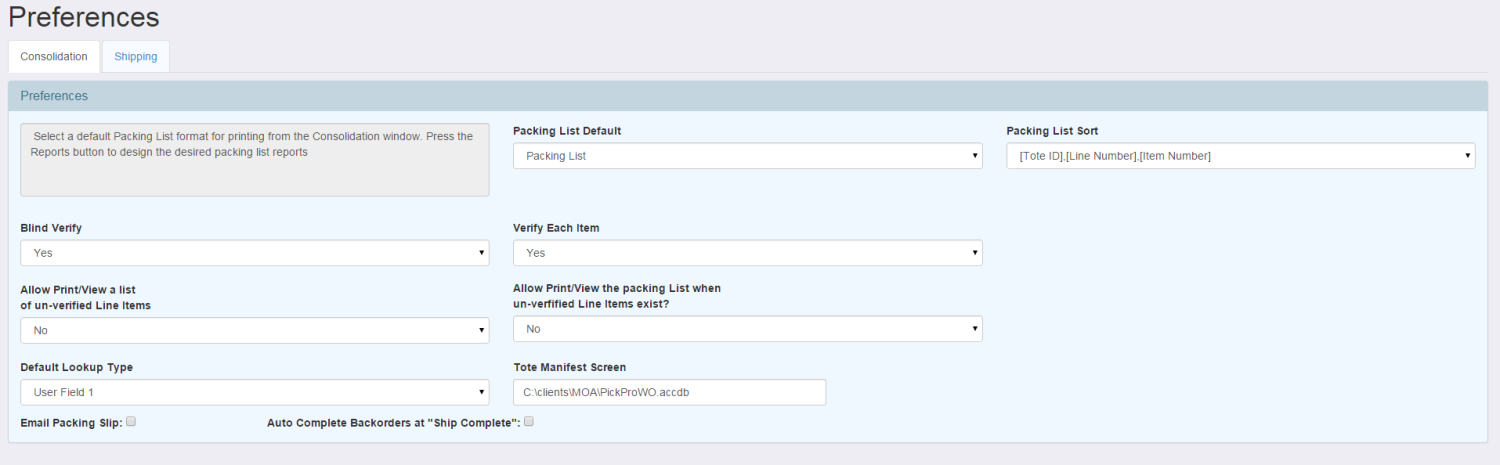 Preferences
Consolidation
Shipping
Preferences
Select a default Packing List format for printing from the Consolidation window. Press the
Reports button to design the desired packing list reports
Packing List Default
Packing List
Packing List Sort
[Tote ID],[Line Number],[Item Number]
Blind Verify
Yes
Verify Each Item
Yes
Allow Print/View a list
of un-verified Line Items
No
Allow Print/View the packing List when
un-verfified Line Items exist?
No
Default Lookup Type
User Field 1
Tote Manifest Screen
C:\clients\MOA\PickProWO.accdb
Email Packing Slip:
Auto Complete Backorders at "Ship Complete":